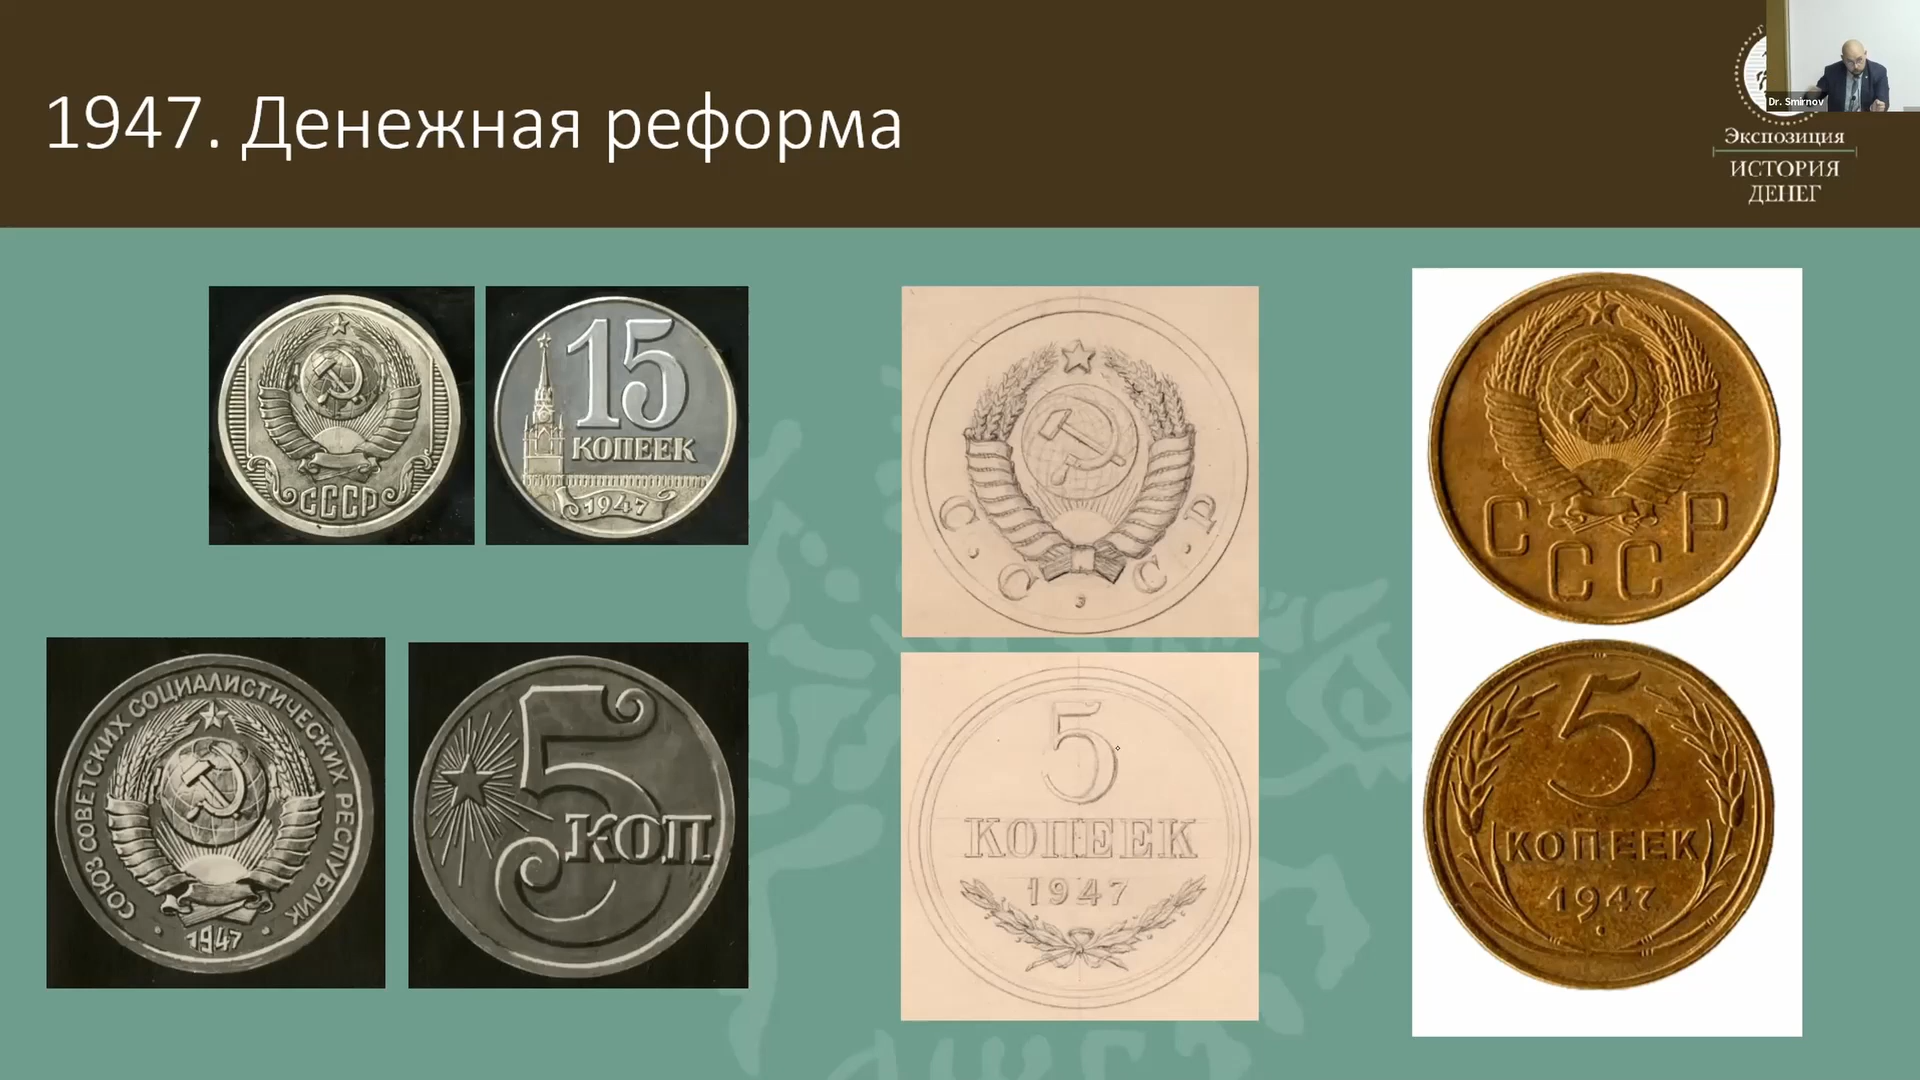 1947. Денежная реформа
Dr. Smirnov
Экспозиция
ИСТОРИЯ
ДЕНЕГ
СССР
15
КОПЕЕК
1947
С.С.С.Р
СССР
СОЮЗ СОВЕТСКИХ СОЦИАЛИСТИЧЕСКИХ РЕСПУБЛИК
• 1947 •
5
КОП
5
КОПЕЕК
1947
5
КОПЕЕК
1947